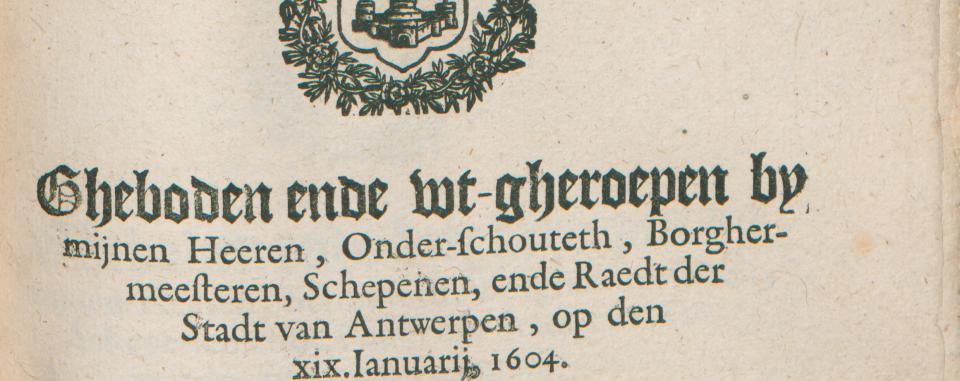 Gheboden ende wt-gheroepen by
mijnen Heeren, Onder-ſchouteth, Borgher-
meeſteren, Schepenen, ende Raedt der
Stadt van Antwerpen, op den
xix. Ianuarij, 1604.